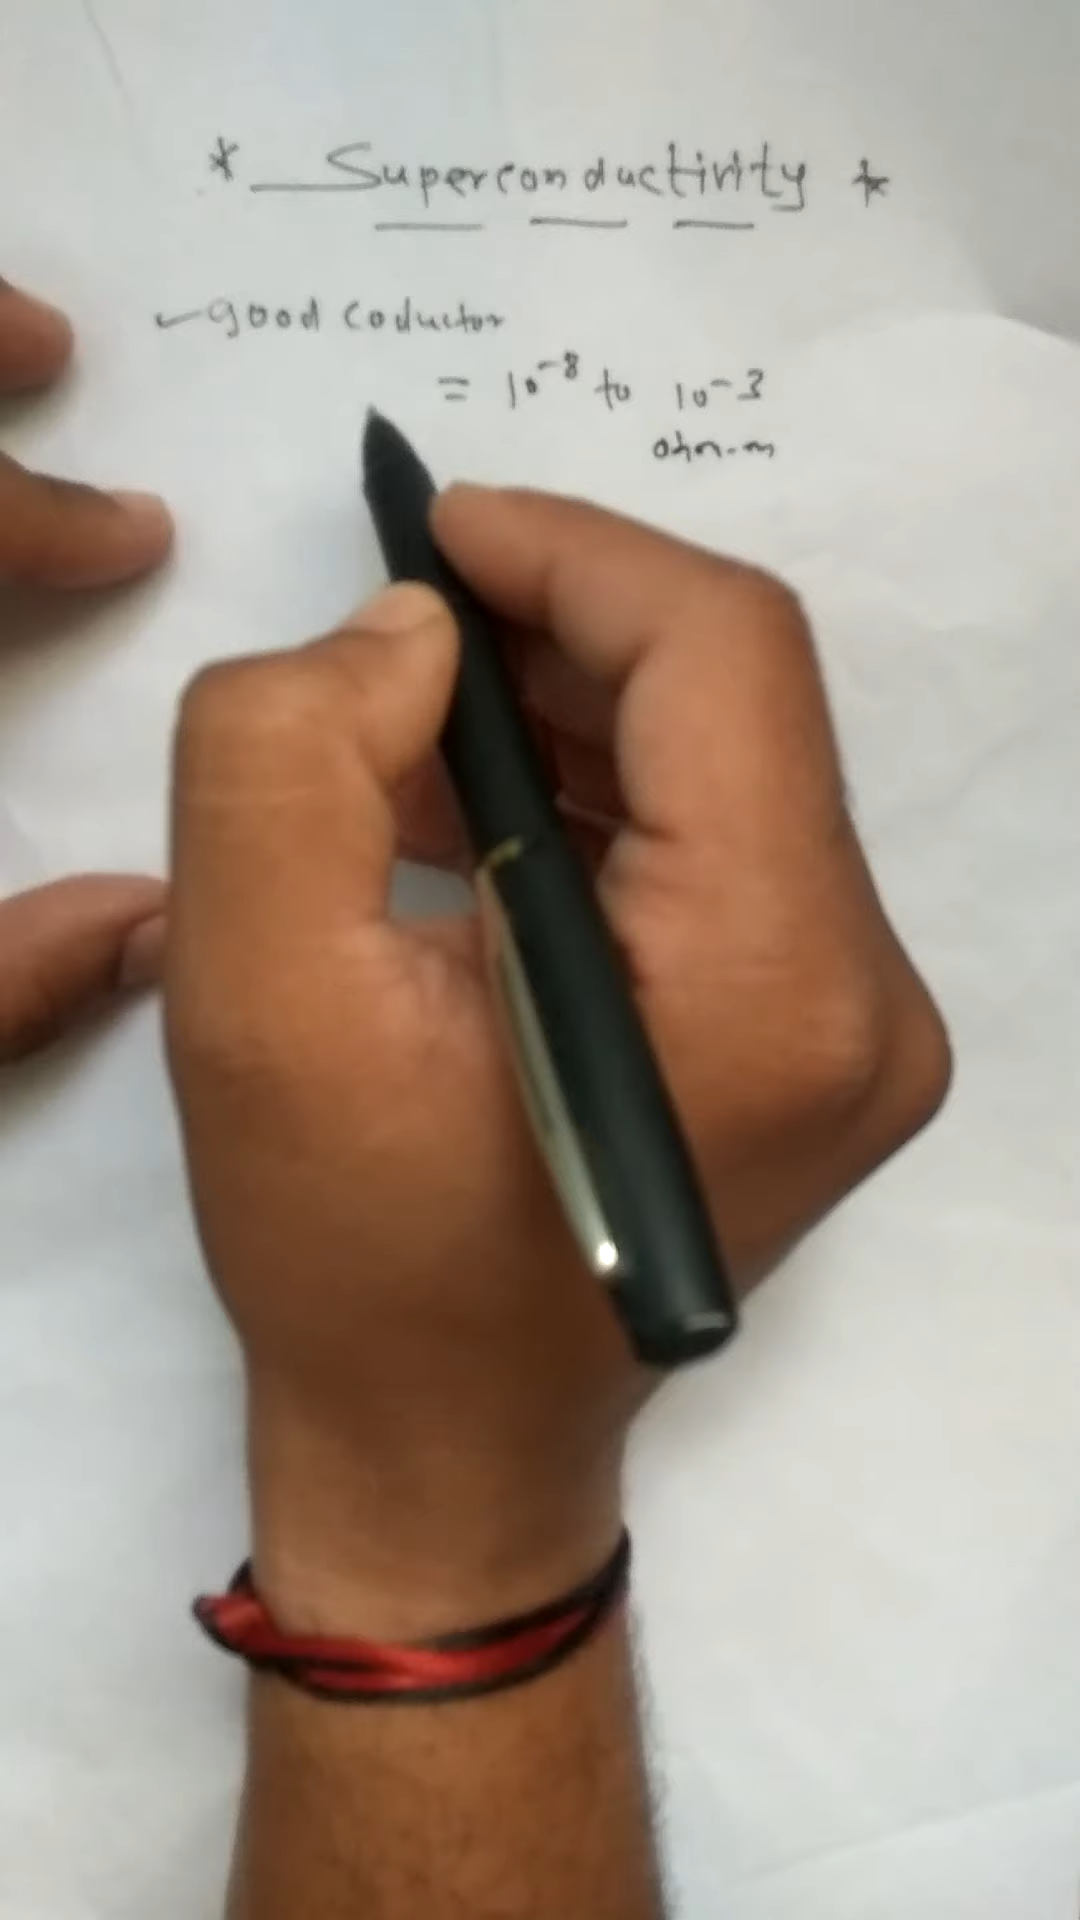 * Superconductivity *
good coductor
= 10⁻⁸ to 10⁻³
ohm-m